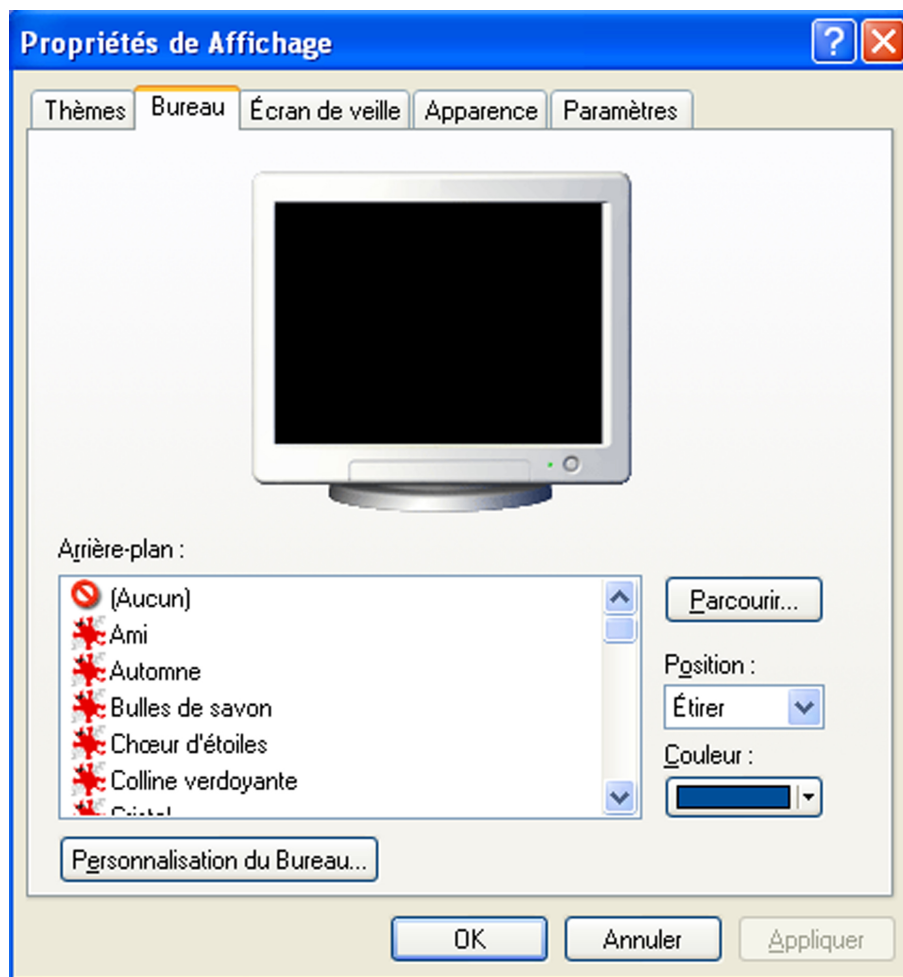 Propriétés de Affichage
Thèmes
Bureau
Écran de veille
Apparence
Paramètres
Arrière-plan :
(Aucun)
Ami
Automne
Bulles de savon
Chœur d'étoiles
Colline verdoyante
Parcourir...
Position :
Étirer
Couleur :
Personnalisation du Bureau...
OK
Annuler
Appliquer